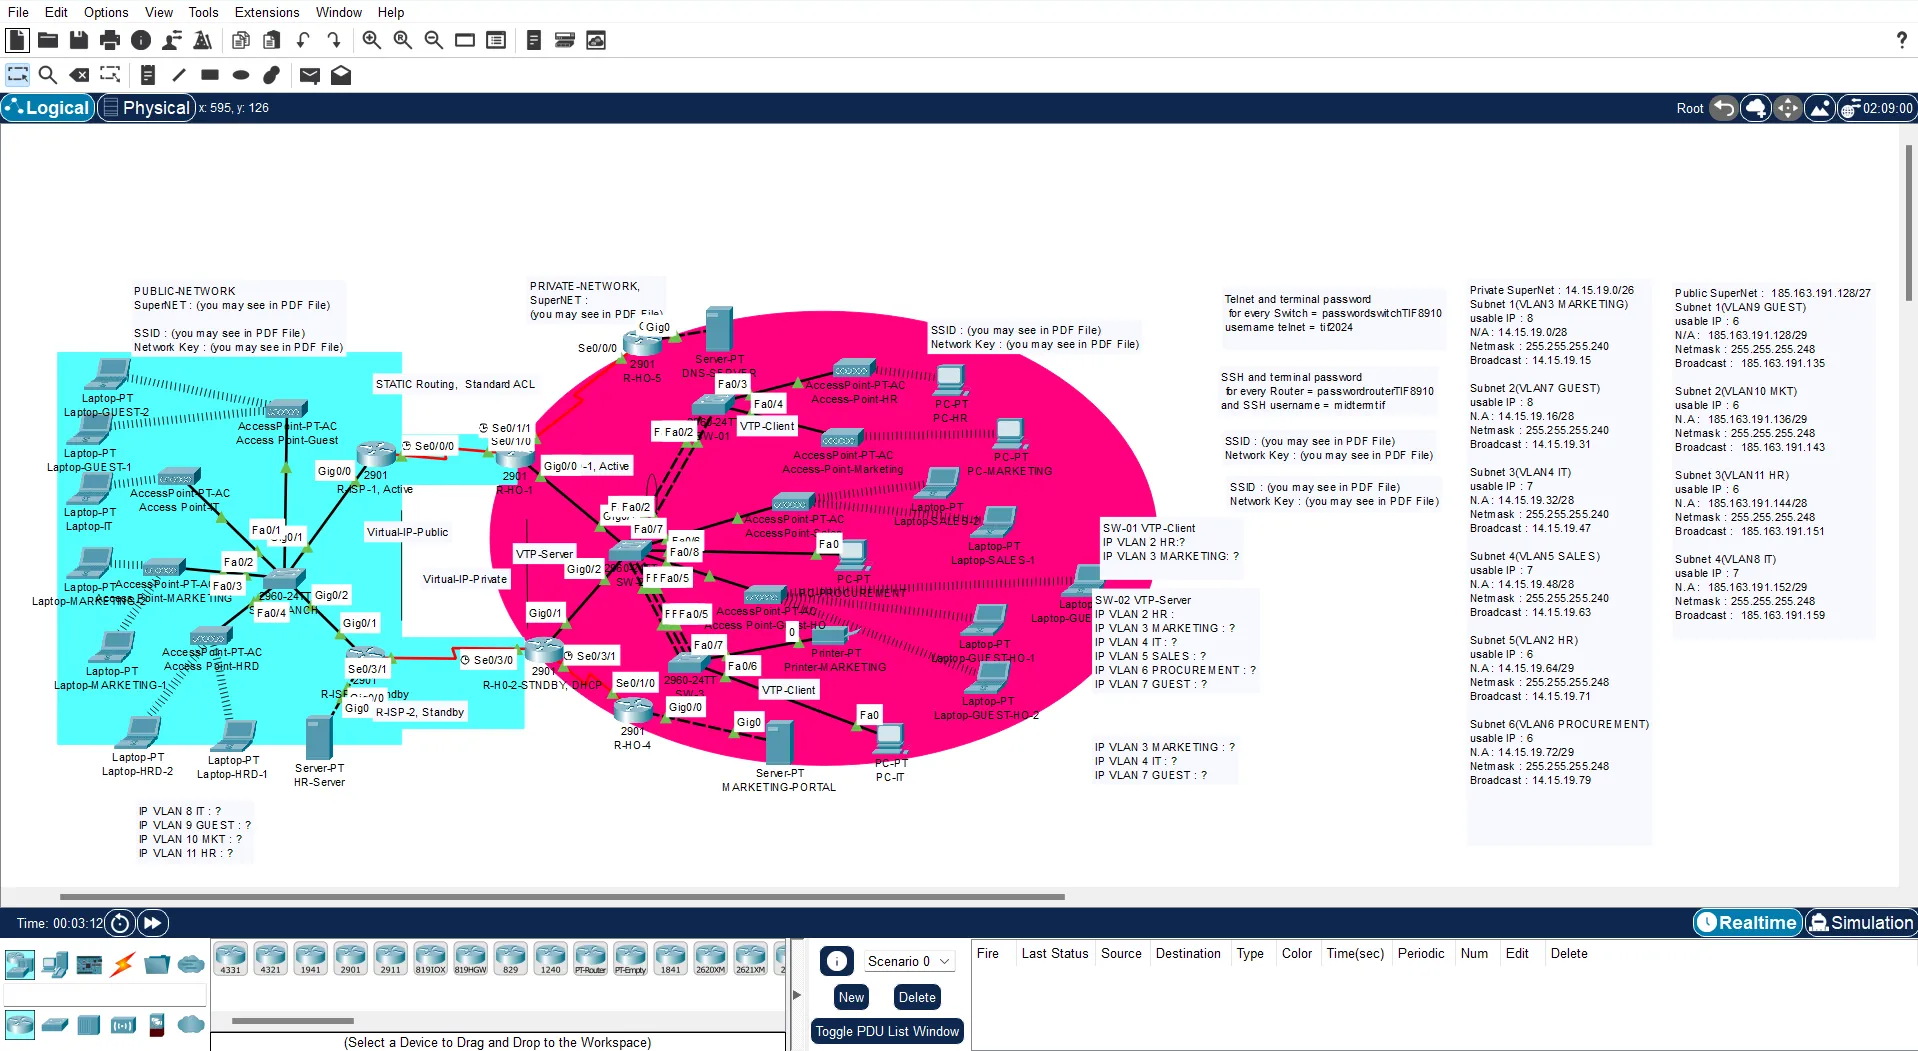 File Edit Options View Tools Extensions Window Help
?
Logical
Physical
x: 595, y: 126
Root
02:09:00
PUBLIC-NETWORK
SuperNET : (you may see in PDF File)
SSID : (you may see in PDF File)
Network Key : (you may see in PDF File)
PRIVATE-NETWORK,
SuperNET :
(you may see in PDF File)
STATIC Routing, Standard ACL
SSID : (you may see in PDF File)
Network Key : (you may see in PDF File)
Laptop-PT
Laptop-GUEST-2
Laptop-PT
Laptop-GUEST-1
Laptop-PT
Laptop-IT
Laptop-PT
Laptop-MARKETING-2
Laptop-PT
Laptop-MARKETING-1
Laptop-PT
Laptop-HRD-2
Laptop-PT
Laptop-HRD-1
Server-PT
HR-Server
AccessPoint-PT-AC
Access Point-Guest
AccessPoint-PT-AC
Access Point-IT
AccessPoint-PT-AC
Access Point-MARKETING
AccessPoint-PT-AC
Access Point-HRD
Gig0/0
2901
R-ISP-1, Active
Se0/0/0
Se0/1/1
Se0/1/0
2901
R-HO-1
Gig0/0
-1, Active
Virtual-IP-Public
Virtual-IP-Private
Fa0/1
Gig0/1
Fa0/2
Fa0/3
Fa0/4
2960-24TT
Gig0/2
Gig0/1
Se0/3/1
2901
Gig0/0
Gig0
R-ISP-2, Standby
Se0/3/0
Gig0/1
2901
R-H0-2-STNDBY, DHCP
Se0/3/1
Se0/1/0
Gig0/0
2901
R-HO-4
Gig0
Server-PT
MARKETING-PORTAL
Se0/0/0
Gig0
2901
R-HO-5
Server-PT
DNS-SERVER
Fa0/3
Fa0/4
VTP-Client
Fa0/2
Fa0/2
Fa0/7
Fa0/8
VTP-Server
Gig0/2
Fa0/5
Fa0/5
Fa0/7
Fa0/6
2960-24TT
SW-3
VTP-Client
Fa0
PC-PT
PC-IT
AccessPoint-PT-AC
Access-Point-HR
PC-PT
PC-HR
AccessPoint-PT-AC
Access-Point-Marketing
PC-PT
PC-MARKETING
AccessPoint-PT-AC
Laptop-PT
Laptop-SALES-2
Laptop-PT
Laptop-SALES-1
Fa0
PC-PT
AccessPoint-PT-AC
Laptop-PT
Laptop-GUEST-HO-1
Laptop-PT
Laptop-GUEST-HO-2
0
Printer-PT
Printer-MARKETING
IP VLAN 8 IT : ?
IP VLAN 9 GUEST : ?
IP VLAN 10 MKT : ?
IP VLAN 11 HR : ?
SW-01 VTP-Client
IP VLAN 2 HR:?
IP VLAN 3 MARKETING: ?
SW-02 VTP-Server
IP VLAN 2 HR :
IP VLAN 3 MARKETING : ?
IP VLAN 4 IT : ?
IP VLAN 5 SALES : ?
IP VLAN 6 PROCUREMENT : ?
IP VLAN 7 GUEST : ?
IP VLAN 3 MARKETING : ?
IP VLAN 4 IT : ?
IP VLAN 7 GUEST : ?
Telnet and terminal password
for every Switch = passwordswitchTIF8910
username telnet = tif2024
SSH and terminal password
for every Router = passwordrouterTIF8910
and SSH username = midtermtif
SSID : (you may see in PDF File)
Network Key : (you may see in PDF File)
SSID : (you may see in PDF File)
Network Key : (you may see in PDF File)
Private SuperNet : 14.15.19.0/26
Subnet 1(VLAN3 MARKETING)
usable IP : 8
N/A : 14.15.19.0/28
Netmask : 255.255.255.240
Broadcast : 14.15.19.15
Subnet 2(VLAN7 GUEST)
usable IP : 8
N.A : 14.15.19.16/28
Netmask : 255.255.255.240
Broadcast : 14.15.19.31
Subnet 3(VLAN4 IT)
usable IP : 7
N.A : 14.15.19.32/28
Netmask : 255.255.255.240
Broadcast : 14.15.19.47
Subnet 4(VLAN5 SALES)
usable IP : 7
N.A : 14.15.19.48/28
Netmask : 255.255.255.240
Broadcast : 14.15.19.63
Subnet 5(VLAN2 HR)
usable IP : 6
N.A : 14.15.19.64/29
Netmask : 255.255.255.248
Broadcast : 14.15.19.71
Subnet 6(VLAN6 PROCUREMENT)
usable IP : 6
N.A : 14.15.19.72/29
Netmask : 255.255.255.248
Broadcast : 14.15.19.79
Public SuperNet : 185.163.191.128/27
Subnet 1(VLAN9 GUEST)
usable IP : 6
N/A : 185.163.191.128/29
Netmask : 255.255.255.248
Broadcast : 185.163.191.135
Subnet 2(VLAN10 MKT)
usable IP : 6
N.A : 185.163.191.136/29
Netmask : 255.255.255.248
Broadcast : 185.163.191.143
Subnet 3(VLAN11 HR)
usable IP : 6
N.A : 185.163.191.144/28
Netmask : 255.255.255.248
Broadcast : 185.163.191.151
Subnet 4(VLAN8 IT)
usable IP : 7
N.A : 185.163.191.152/29
Netmask : 255.255.255.248
Broadcast : 185.163.191.159
Time: 00:03:12
Realtime
Simulation
4331 4321 1941 2901 2911 819IOX 819HGW 829 1240 PT-Router PT-Empty 1841 2620XM 2621XM
(Select a Device to Drag and Drop to the Workspace)
Scenario 0
New
Delete
Toggle PDU List Window
Fire Last Status Source Destination Type Color Time(sec) Periodic Num Edit Delete